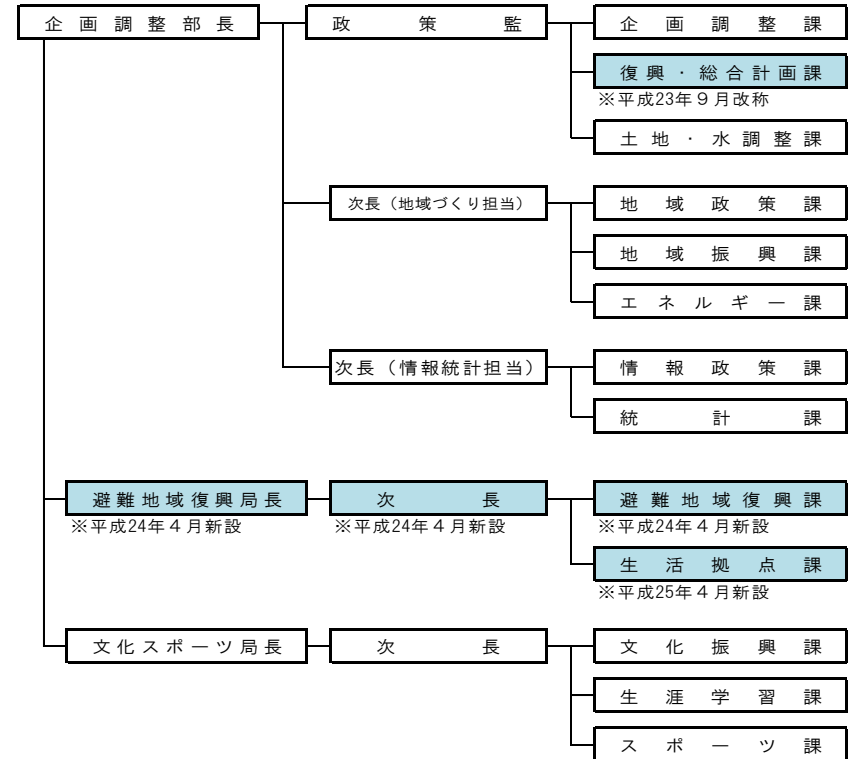 企画調整部長
政策監
企画調整課
復興・総合計画課
※平成23年９月改称
土地・水調整課
次長（地域づくり担当）
地域政策課
地域振興課
エネルギー課
次長（情報統計担当）
情報政策課
統計課
避難地域復興局長
次長
避難地域復興課
※平成24年４月新設
※平成24年４月新設
※平成24年４月新設
生活拠点課
※平成25年４月新設
文化スポーツ局長
次長
文化振興課
生涯学習課
スポーツ課